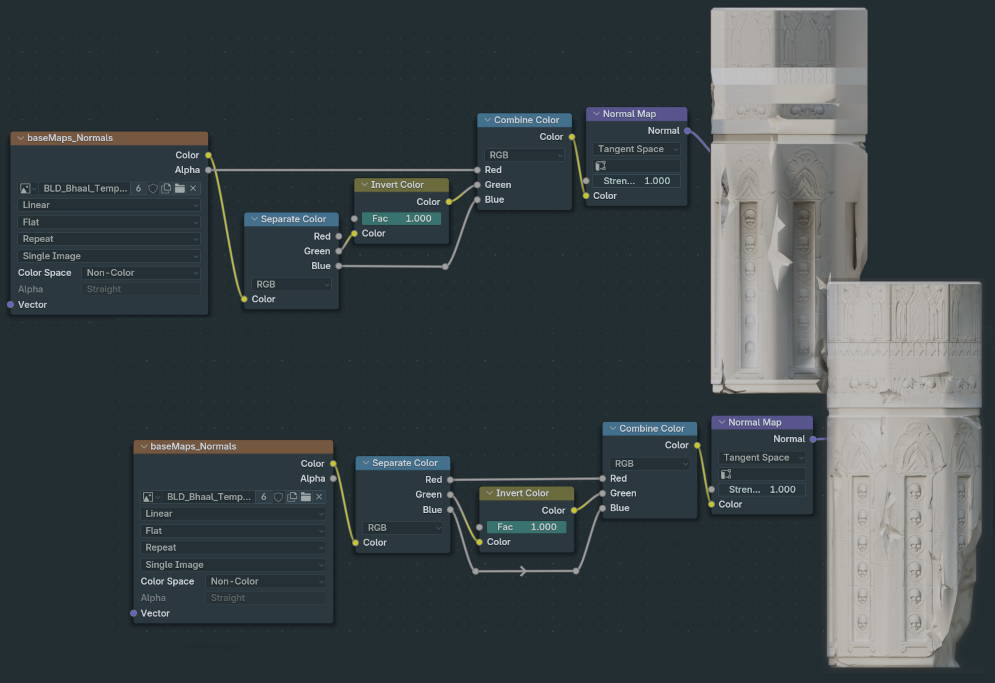 baseMaps_Normals
Color
Alpha
BLD_Bhaal_Temp... 6
Linear
Flat
Repeat
Single Image
Color Space Non-Color
Alpha Straight
Vector
Separate Color
Red
Green
Blue
RGB
Color
Invert Color
Color
Fac 1.000
Color
Combine Color
Color
RGB
Red
Green
Blue
Normal Map
Normal
Tangent Space
Stren... 1.000
Color
baseMaps_Normals
Color
Alpha
BLD_Bhaal_Temp... 6
Linear
Flat
Repeat
Single Image
Color Space Non-Color
Alpha Straight
Vector
Separate Color
Red
Green
Blue
RGB
Color
Invert Color
Color
Fac 1.000
Color
Combine Color
Color
RGB
Red
Green
Blue
Normal Map
Normal
Tangent Space
Stren... 1.000
Color